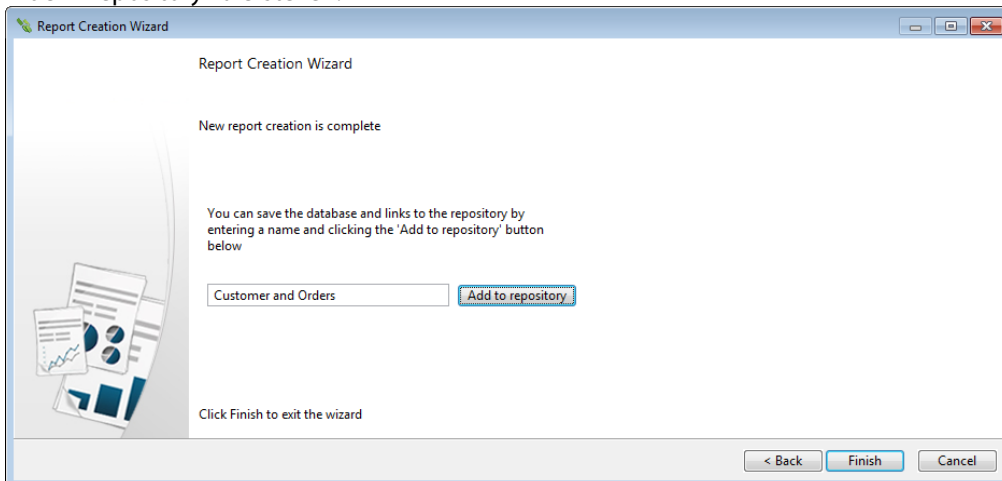 Report Creation Wizard
Report Creation Wizard
New report creation is complete
You can save the database and links to the repository by
entering a name and clicking the 'Add to repository' button
below
Customer and Orders Add to repository
Click Finish to exit the wizard
< Back Finish Cancel